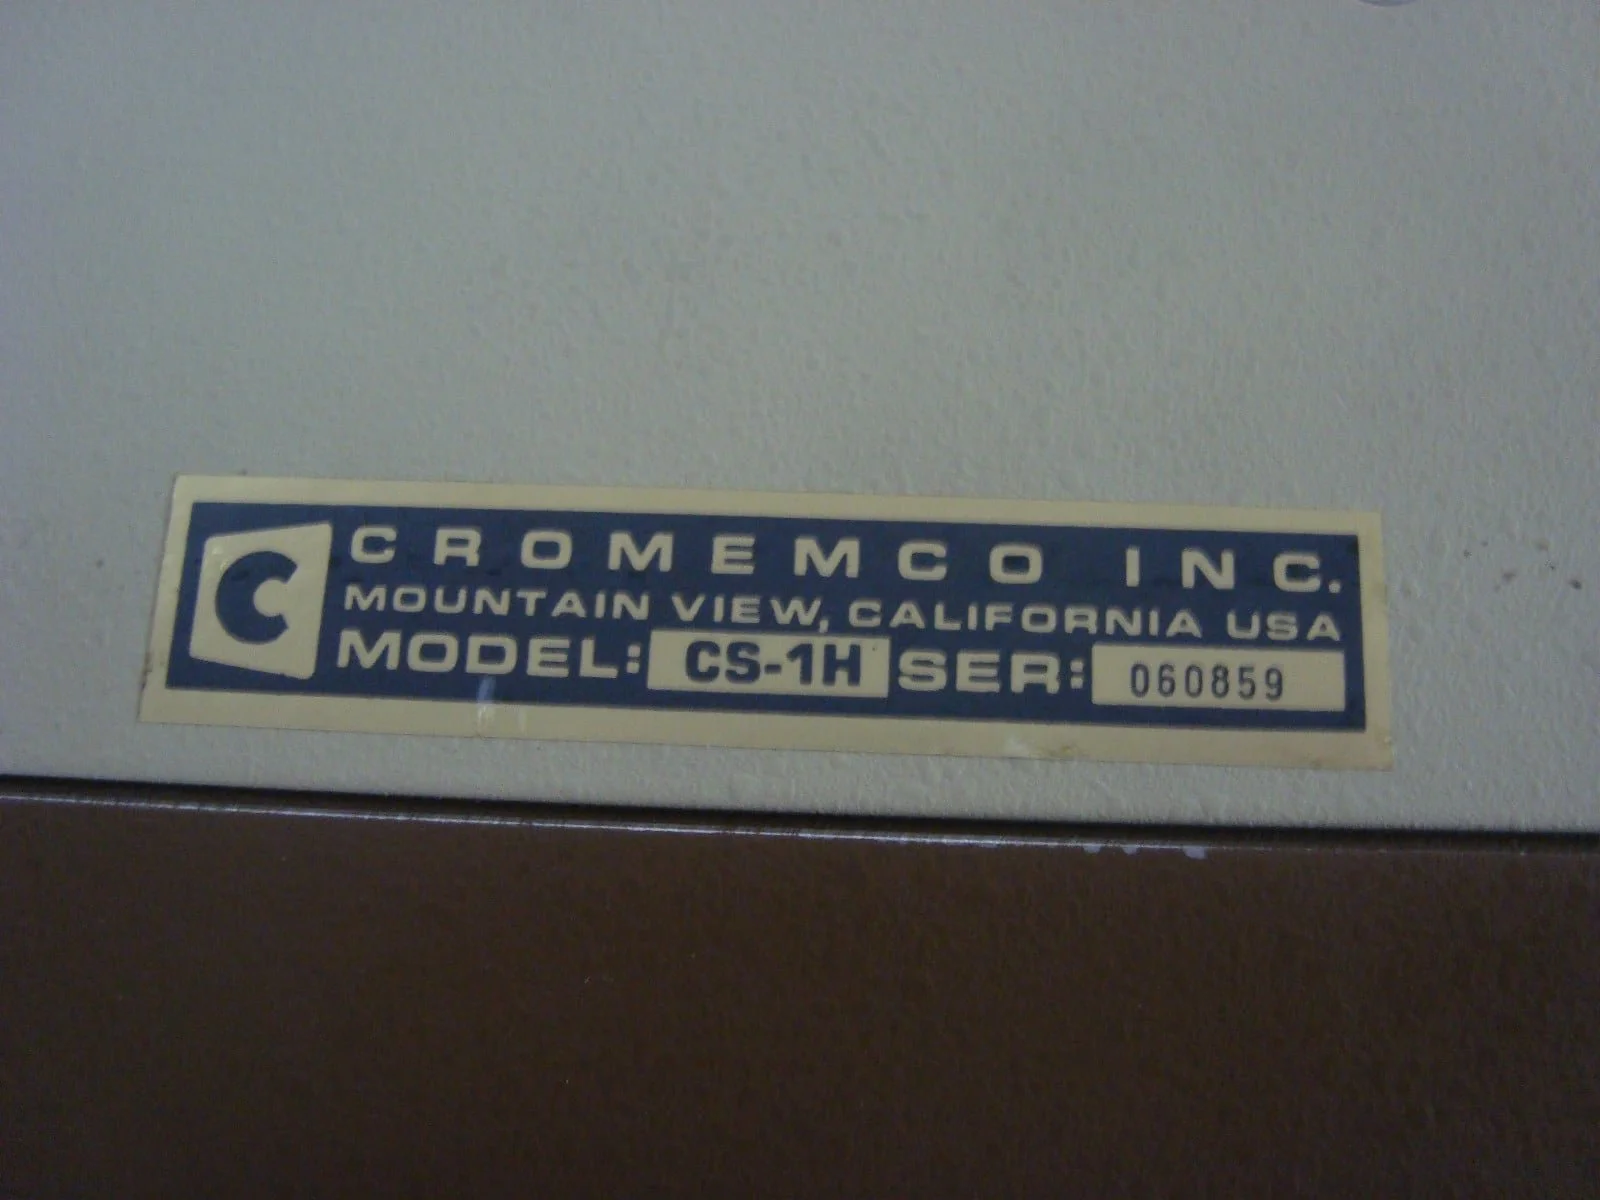 C CROMEMCO INC.
MOUNTAIN VIEW, CALIFORNIA USA
MODEL: CS-1H SER: 060859